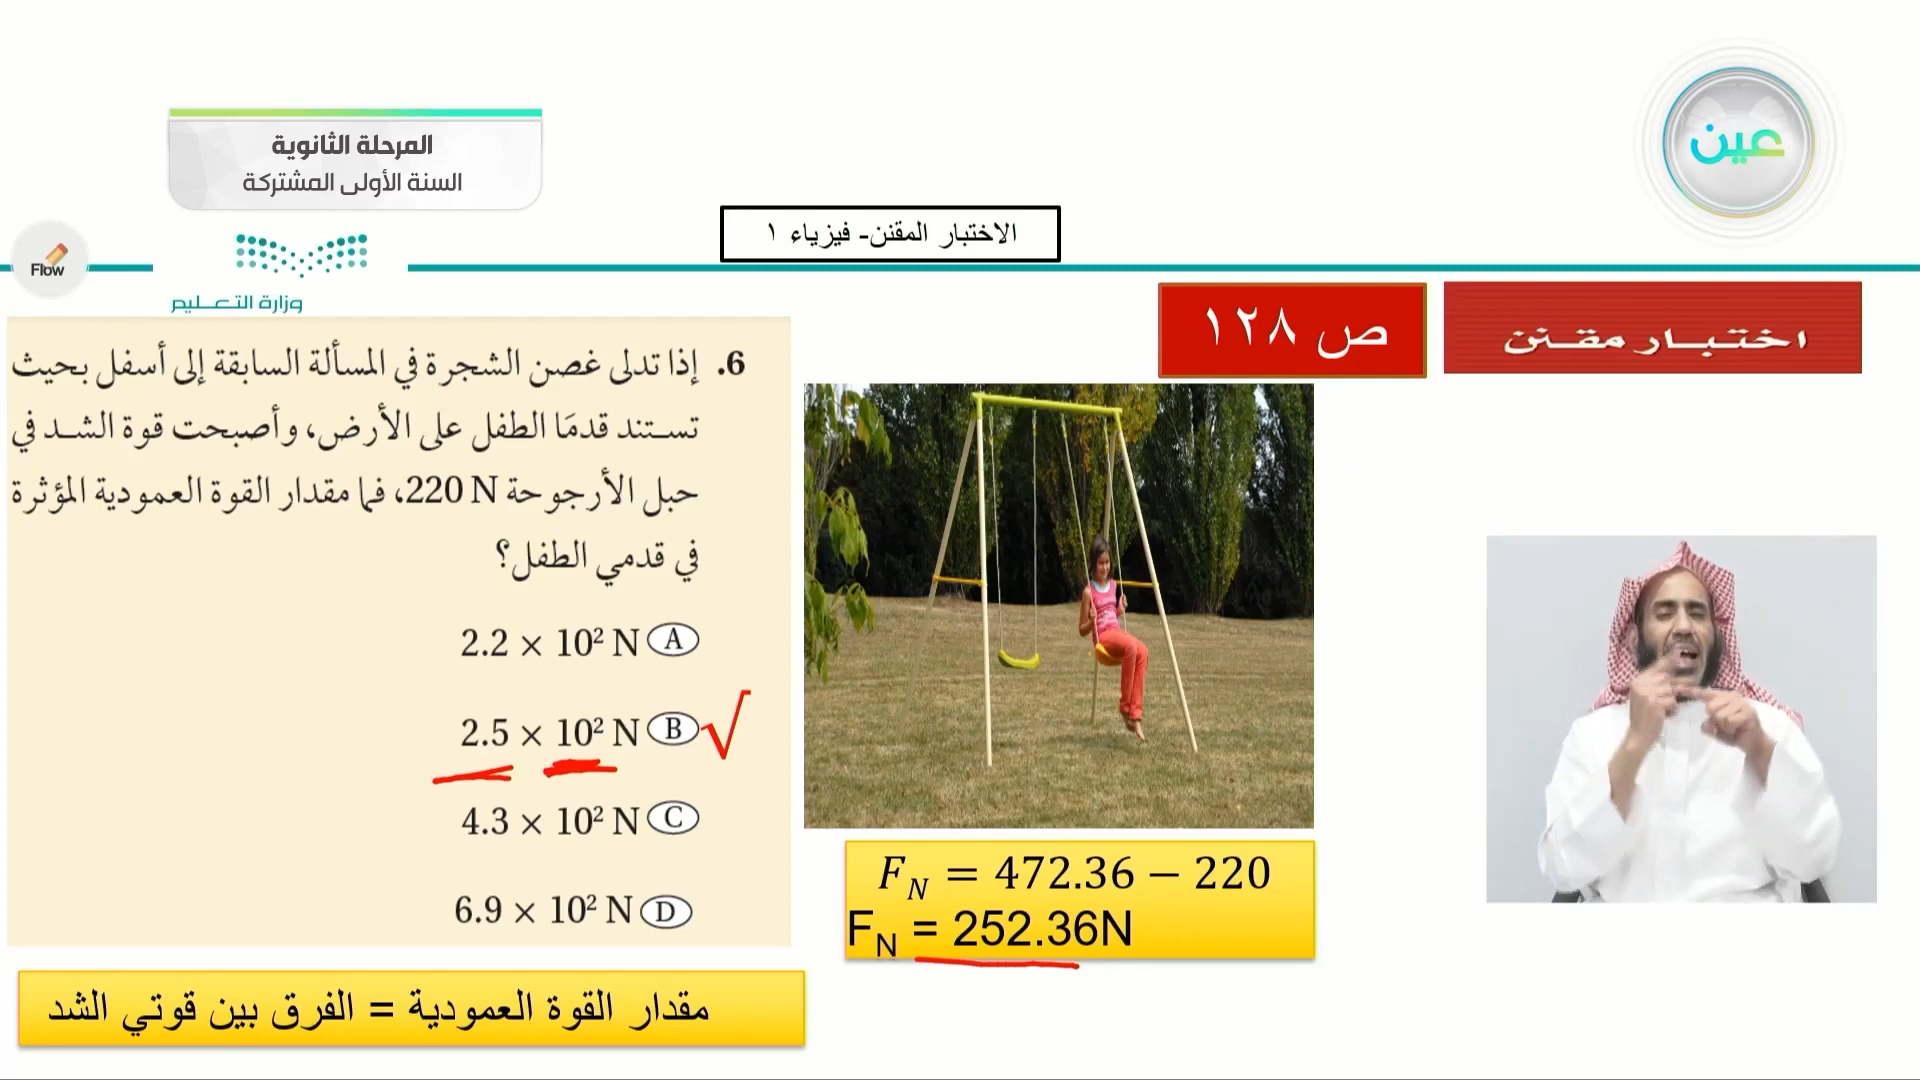 المرحلة الثانوية
السنة الأولى المشتركة
عين
Flow
وزارة التعليم
الاختبار المقنن- فيزياء ١
اختبار مقنن
ص ١٢٨
6. إذا تدلى غصن الشجرة في المسألة السابقة إلى أسفل بحيث
تستند قدمَا الطفل على الأرض، وأصبحت قوة الشد في
حبل الأرجوحة 220 N، فما مقدار القوة العمودية المؤثرة
في قدمي الطفل؟
A 2.2 × 10² N
B 2.5 × 10² N √
C 4.3 × 10² N
D 6.9 × 10² N
F_N = 472.36 − 220
F_N = 252.36N
مقدار القوة العمودية = الفرق بين قوتي الشد